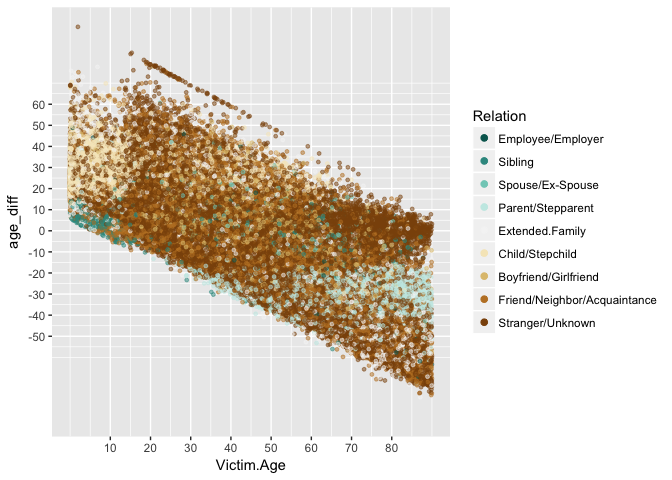 60
50
40
30
20
10
0
-10
-20
-30
-40
-50
age_diff
10 20 30 40 50 60 70 80
Victim.Age
Relation
Employee/Employer
Sibling
Spouse/Ex-Spouse
Parent/Stepparent
Extended.Family
Child/Stepchild
Boyfriend/Girlfriend
Friend/Neighbor/Acquaintance
Stranger/Unknown